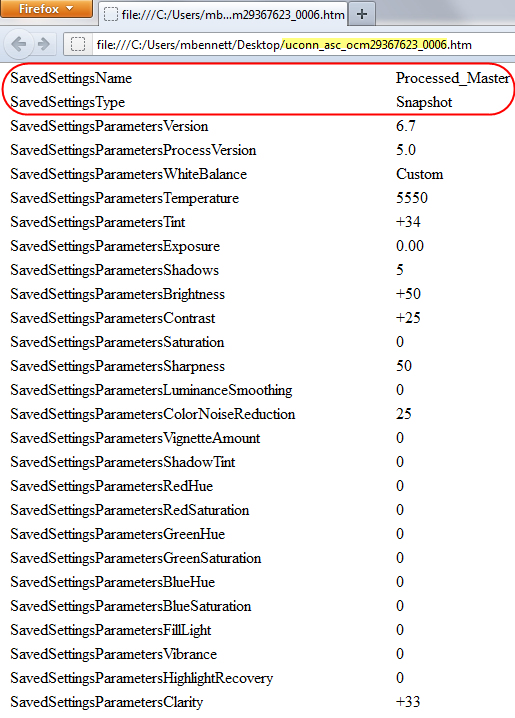 Firefox
file:///C:/Users/mb...m29367623_0006.htm
file:///C:/Users/mbennett/Desktop/uconn_asc_ocm29367623_0006.htm
SavedSettingsName Processed_Master
SavedSettingsType Snapshot
SavedSettingsParametersVersion 6.7
SavedSettingsParametersProcessVersion 5.0
SavedSettingsParametersWhiteBalance Custom
SavedSettingsParametersTemperature 5550
SavedSettingsParametersTint +34
SavedSettingsParametersExposure 0.00
SavedSettingsParametersShadows 5
SavedSettingsParametersBrightness +50
SavedSettingsParametersContrast +25
SavedSettingsParametersSaturation 0
SavedSettingsParametersSharpness 50
SavedSettingsParametersLuminanceSmoothing 0
SavedSettingsParametersColorNoiseReduction 25
SavedSettingsParametersVignetteAmount 0
SavedSettingsParametersShadowTint 0
SavedSettingsParametersRedHue 0
SavedSettingsParametersRedSaturation 0
SavedSettingsParametersGreenHue 0
SavedSettingsParametersGreenSaturation 0
SavedSettingsParametersBlueHue 0
SavedSettingsParametersBlueSaturation 0
SavedSettingsParametersFillLight 0
SavedSettingsParametersVibrance 0
SavedSettingsParametersHighlightRecovery 0
SavedSettingsParametersClarity +33